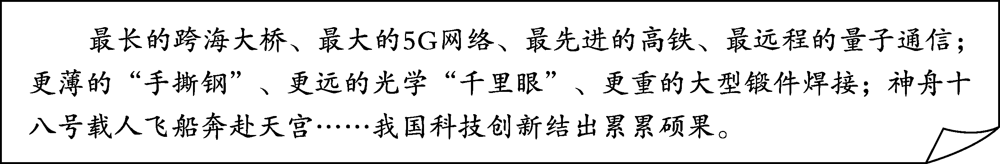 最长的跨海大桥、最大的5G网络、最先进的高铁、最远程的量子通信；
更薄的“手撕钢”、更远的光学“千里眼”、更重的大型锻件焊接；神舟十
八号载人飞船奔赴天宫……我国科技创新结出累累硕果。